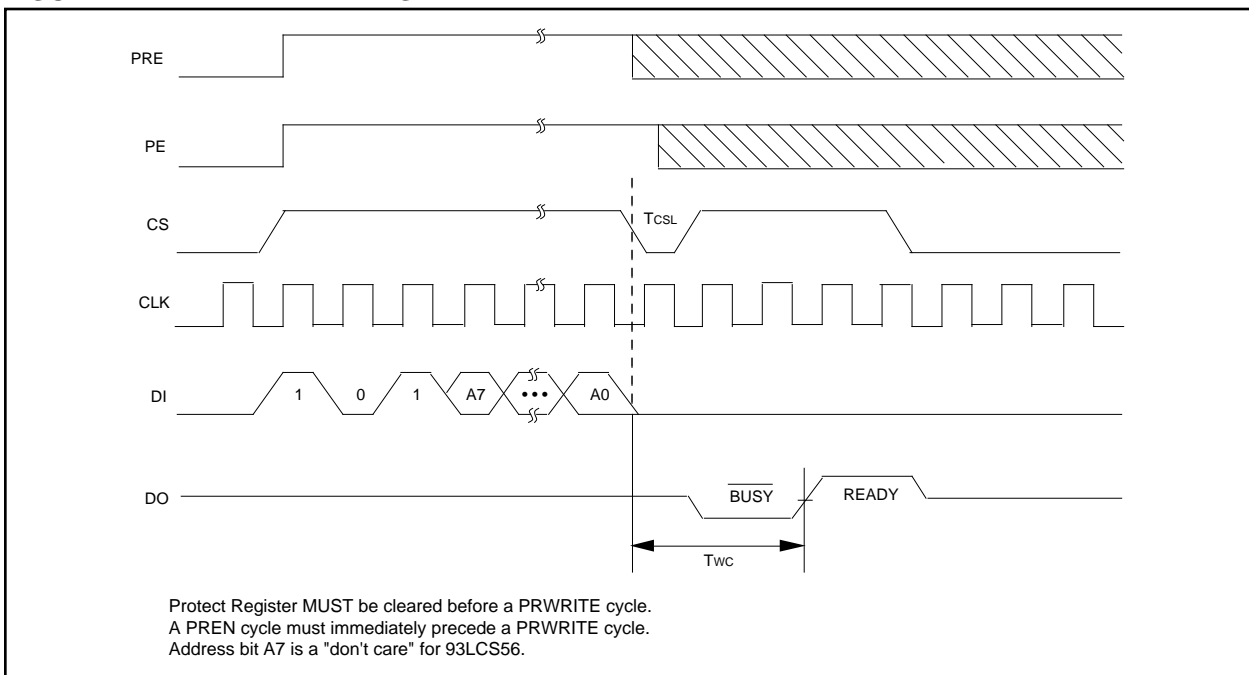 PRE
PE
CS
TCSL
CLK
DI
1
0
1
A7
•••
A0
DO
BUSY
READY
TWC
Protect Register MUST be cleared before a PRWRITE cycle.
A PREN cycle must immediately precede a PRWRITE cycle.
Address bit A7 is a "don't care" for 93LCS56.